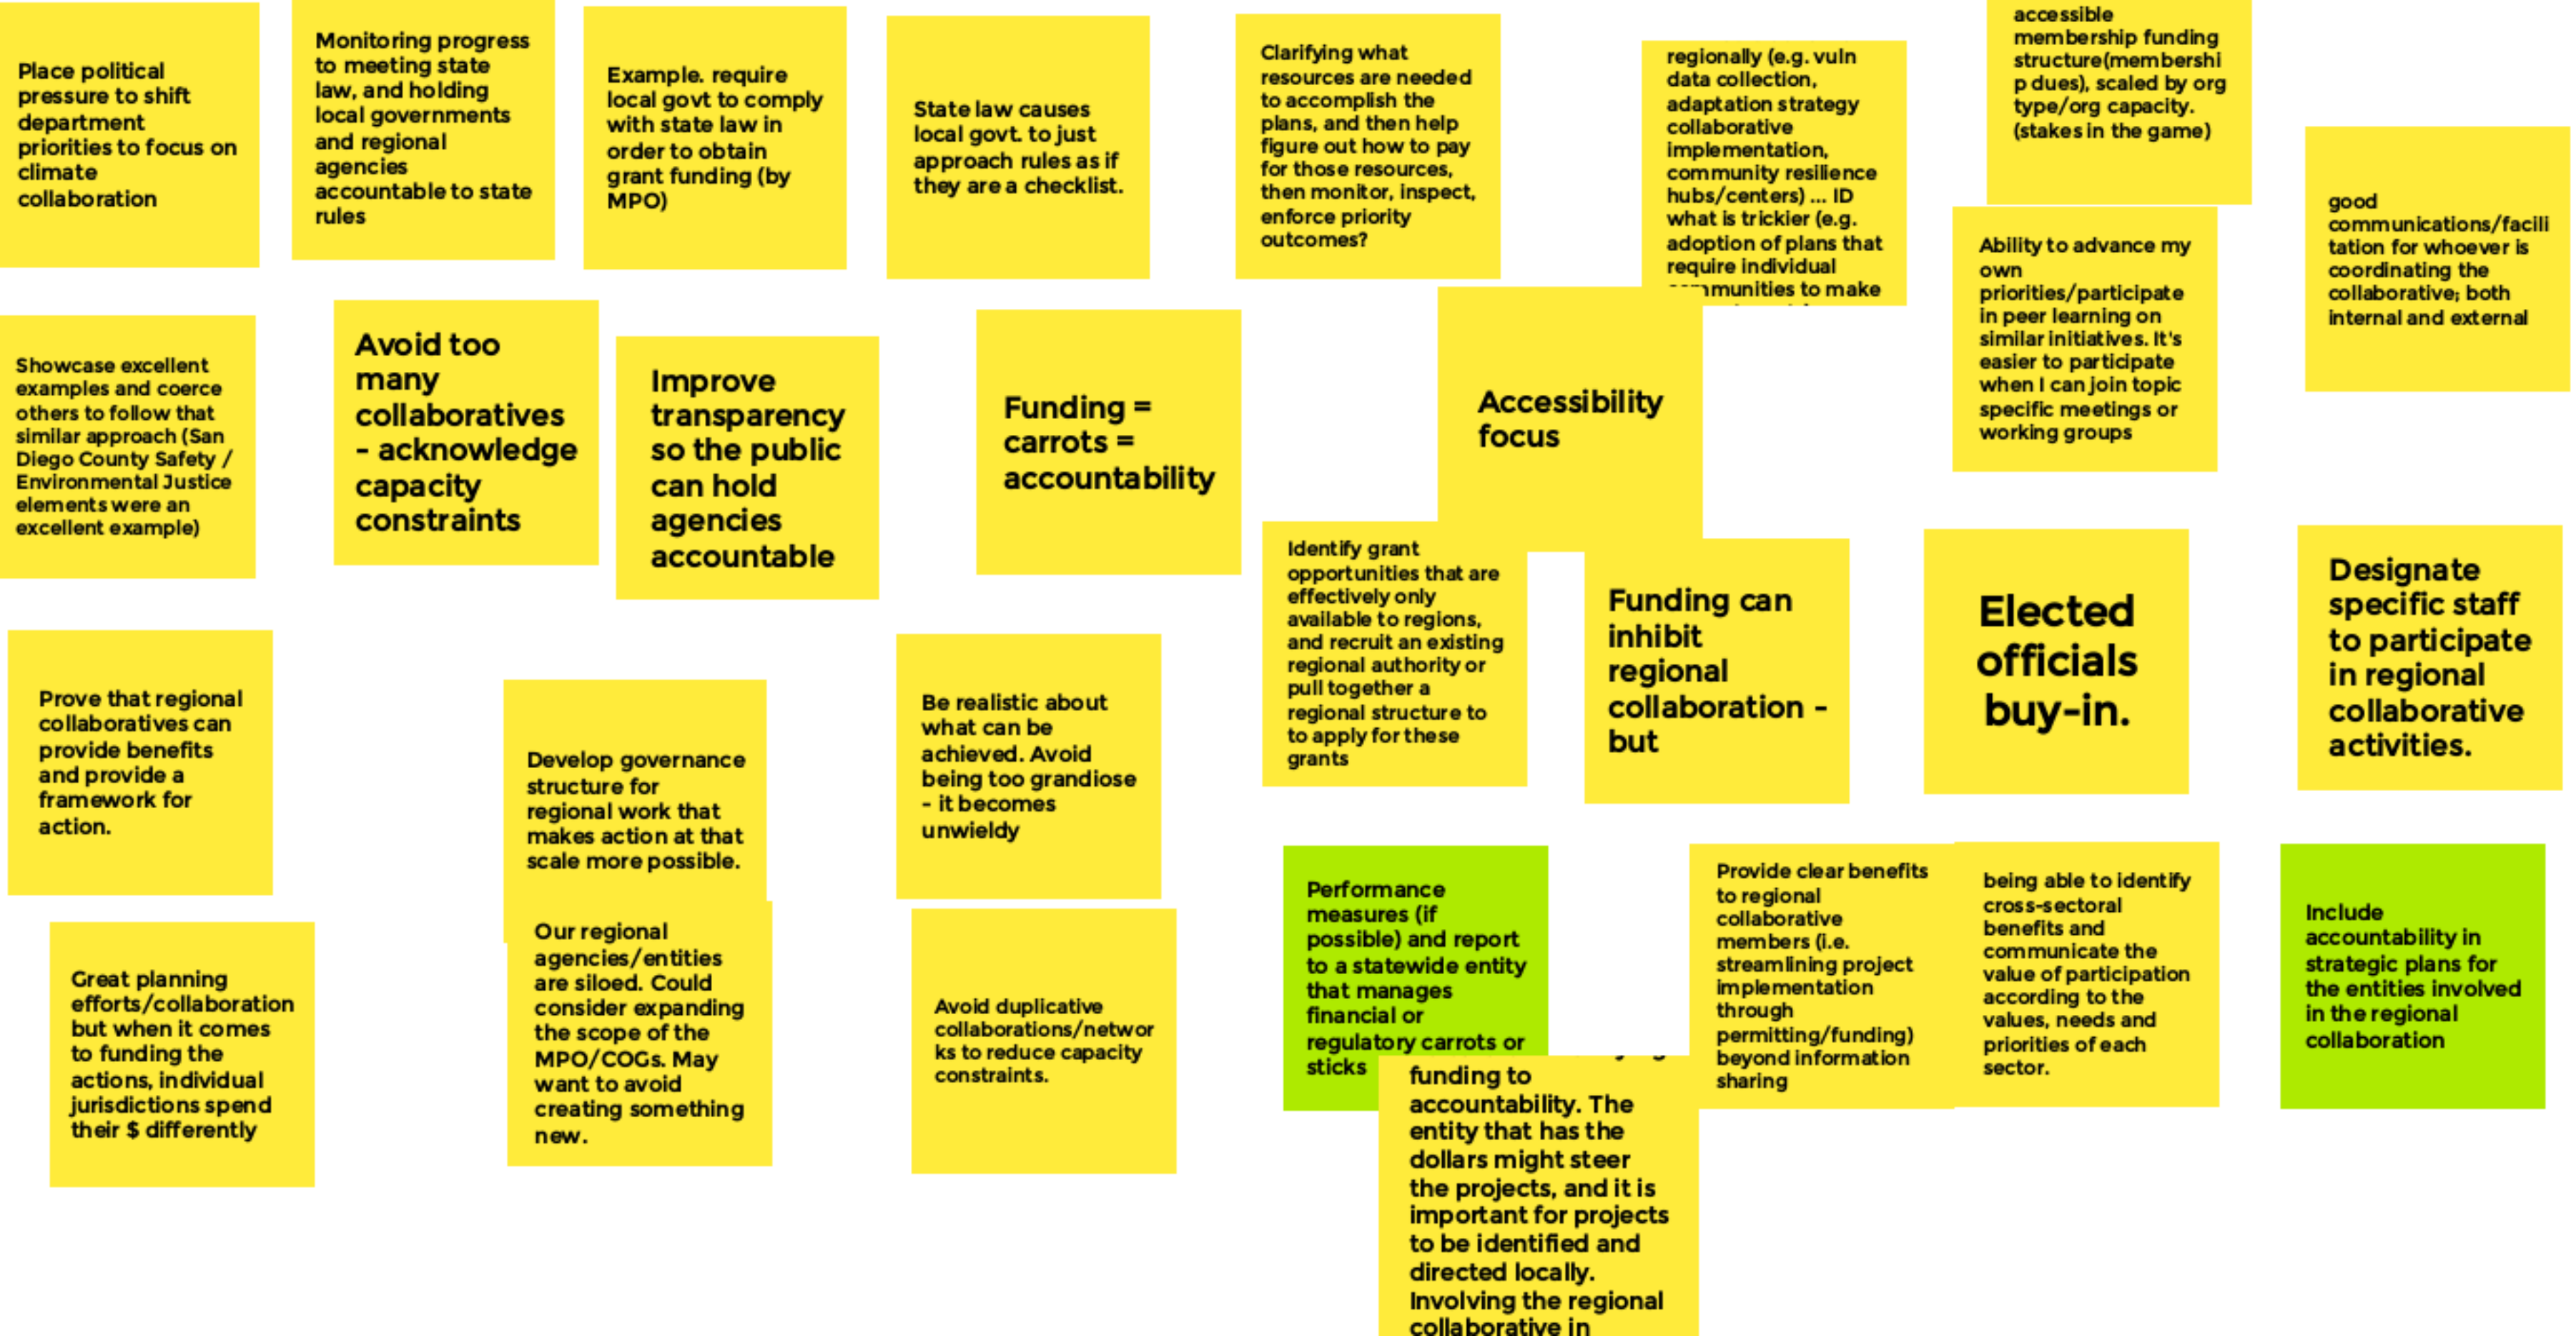 Place political
pressure to shift
department
priorities to focus on
climate
collaboration
Monitoring progress
to meeting state
law, and holding
local governments
and regional
agencies
accountable to state
rules
Example. require
local govt to comply
with state law in
order to obtain
grant funding (by
MPO)
State law causes
local govt. to just
approach rules as if
they are a checklist.
Clarifying what
resources are needed
to accomplish the
plans, and then help
figure out how to pay
for those resources,
then monitor, inspect,
enforce priority
outcomes?
regionally (e.g. vuln
data collection,
adaptation strategy
collaborative
implementation,
community resilience
hubs/centers) ... ID
what is trickier (e.g.
adoption of plans that
require individual
communities to make
accessible
membership funding
structure(membershi
p dues), scaled by org
type/org capacity.
(stakes in the game)
good
communications/facili
tation for whoever is
coordinating the
collaborative; both
internal and external
Ability to advance my
own
priorities/participate
in peer learning on
similar initiatives. It's
easier to participate
when I can join topic
specific meetings or
working groups
Showcase excellent
examples and coerce
others to follow that
similar approach (San
Diego County Safety /
Environmental Justice
elements were an
excellent example)
Avoid too
many
collaboratives
- acknowledge
capacity
constraints
Improve
transparency
so the public
can hold
agencies
accountable
Funding =
carrots =
accountability
Accessibility
focus
Identify grant
opportunities that are
effectively only
available to regions,
and recruit an existing
regional authority or
pull together a
regional structure to
to apply for these
grants
Funding can
inhibit
regional
collaboration -
but
Elected
officials
buy-in.
Designate
specific staff
to participate
in regional
collaborative
activities.
Prove that regional
collaboratives can
provide benefits
and provide a
framework for
action.
Develop governance
structure for
regional work that
makes action at that
scale more possible.
Be realistic about
what can be
achieved. Avoid
being too grandiose
- it becomes
unwieldy
Great planning
efforts/collaboration
but when it comes
to funding the
actions, individual
jurisdictions spend
their $ differently
Our regional
agencies/entities
are siloed. Could
consider expanding
the scope of the
MPO/COGs. May
want to avoid
creating something
new.
Avoid duplicative
collaborations/networ
ks to reduce capacity
constraints.
Performance
measures (if
possible) and report
to a statewide entity
that manages
financial or
regulatory carrots or
sticks
funding to
accountability. The
entity that has the
dollars might steer
the projects, and it is
important for projects
to be identified and
directed locally.
Involving the regional
collaborative in
Provide clear benefits
to regional
collaborative
members (i.e.
streamlining project
implementation
through
permitting/funding)
beyond information
sharing
being able to identify
cross-sectoral
benefits and
communicate the
value of participation
according to the
values, needs and
priorities of each
sector.
Include
accountability in
strategic plans for
the entities involved
in the regional
collaboration